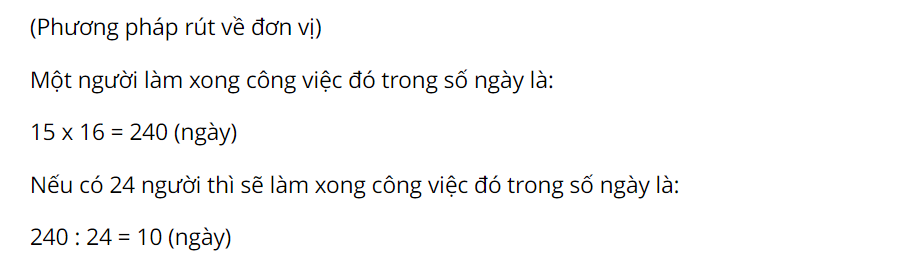 (Phương pháp rút về đơn vị)
Một người làm xong công việc đó trong số ngày là:
15 x 16 = 240 (ngày)
Nếu có 24 người thì sẽ làm xong công việc đó trong số ngày là:
240 : 24 = 10 (ngày)